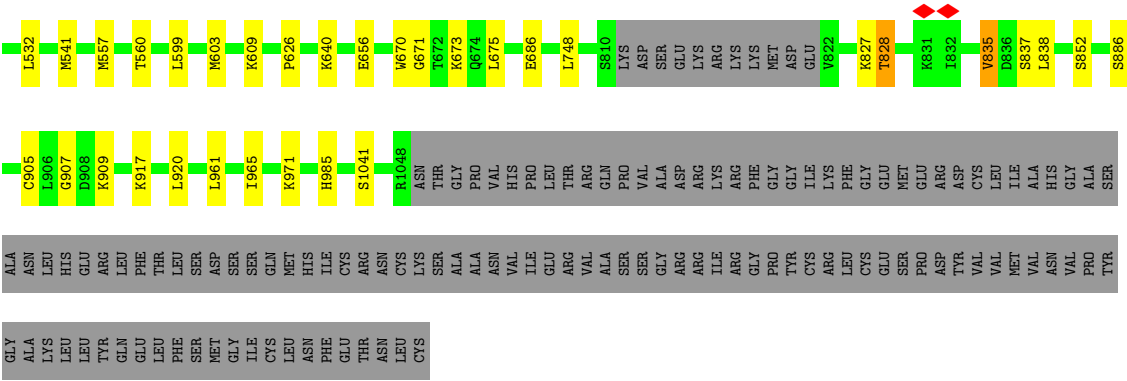 L532 M541 M557 T560 L599 M603 K609 P626 K640 E656 W670 G671 T672 K673 Q674 L675 E686 L748 S810 LYS ASP SER GLU LYS ARG LYS LYS MET ASP GLU V822 K827 T828 K831 I832 V835 D836 S837 L838 S852 S886
C905 L906 G907 D908 K909 K917 L920 L961 I965 K971 H985 S1041 R1048 ASN THR GLY PRO VAL HIS PRO LEU THR ARG GLN PRO VAL ALA ASP ARG LYS ARG PHE GLY GLY ILE LYS PHE GLY GLU MET GLU ARG ASP CYS LEU ILE ALA HIS GLY ALA SER
ALA ASN LEU HIS GLU ARG LEU PHE THR LEU SER ASP SER SER GLN MET HIS ILE CYS ARG ASN CYS LYS SER ALA ALA ASN VAL ILE GLU ARG VAL ALA SER SER GLY ARG ARG ILE ARG GLY PRO TYR CYS ARG LEU CYS GLU SER PRO ASP TYR VAL VAL MET VAL ASN VAL PRO TYR
GLY ALA LYS LEU LEU TYR GLN GLU LEU PHE SER MET GLY ILE CYS LEU ASN PHE GLU THR ASN LEU CYS